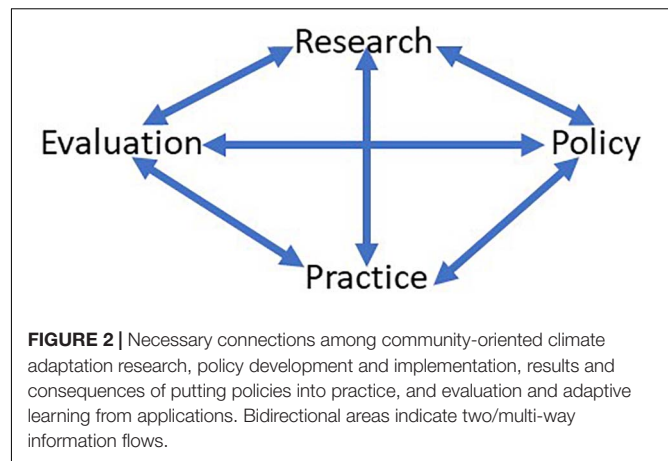 Research
Evaluation
Policy
Practice
FIGURE 2 | Necessary connections among community-oriented climate
adaptation research, policy development and implementation, results and
consequences of putting policies into practice, and evaluation and adaptive
learning from applications. Bidirectional areas indicate two/multi-way
information flows.